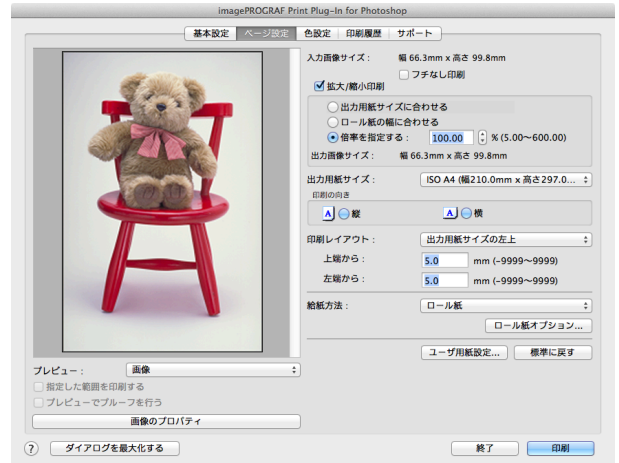 imagePROGRAF Print Plug-In for Photoshop
基本設定 ページ設定 色設定 印刷履歴 サポート
入力画像サイズ： 幅 66.3mm x 高さ 99.8mm
フチなし印刷
拡大/縮小印刷
出力用紙サイズに合わせる
ロール紙の幅に合わせる
倍率を指定する： 100.00 % (5.00～600.00)
出力画像サイズ： 幅 66.3mm x 高さ 99.8mm
出力用紙サイズ： ISO A4 (幅210.0mm x 高さ297.0...
印刷の向き
A 縦 A 横
印刷レイアウト： 出力用紙サイズの左上
上端から： 5.0 mm (-9999～9999)
左端から： 5.0 mm (-9999～9999)
給紙方法： ロール紙
ロール紙オプション...
ユーザ用紙設定... 標準に戻す
プレビュー： 画像
指定した範囲を印刷する
プレビューでプルーフを行う
画像のプロパティ
? ダイアログを最大化する 終了 印刷